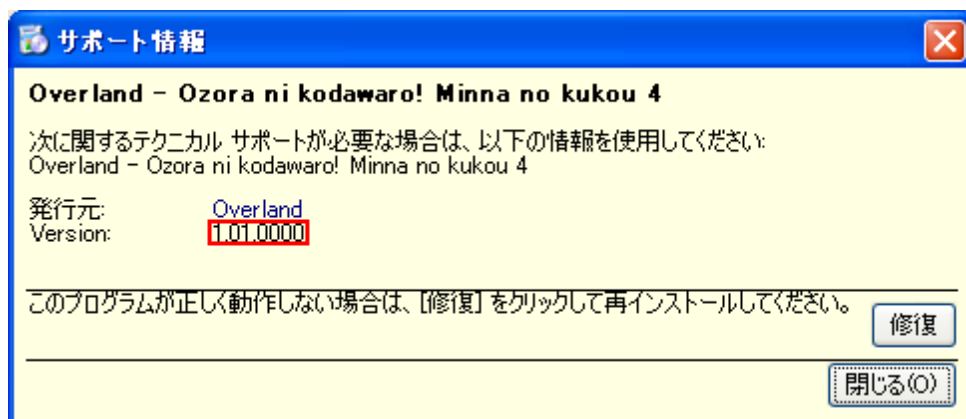 サポート情報
Overland - Ozora ni kodawaro! Minna no kukou 4
次に関するテクニカル サポートが必要な場合は、以下の情報を使用してください:
Overland - Ozora ni kodawaro! Minna no kukou 4
発行元: Overland
Version: 1.01.0000
このプログラムが正しく動作しない場合は、[修復] をクリックして再インストールしてください。
修復
閉じる(O)